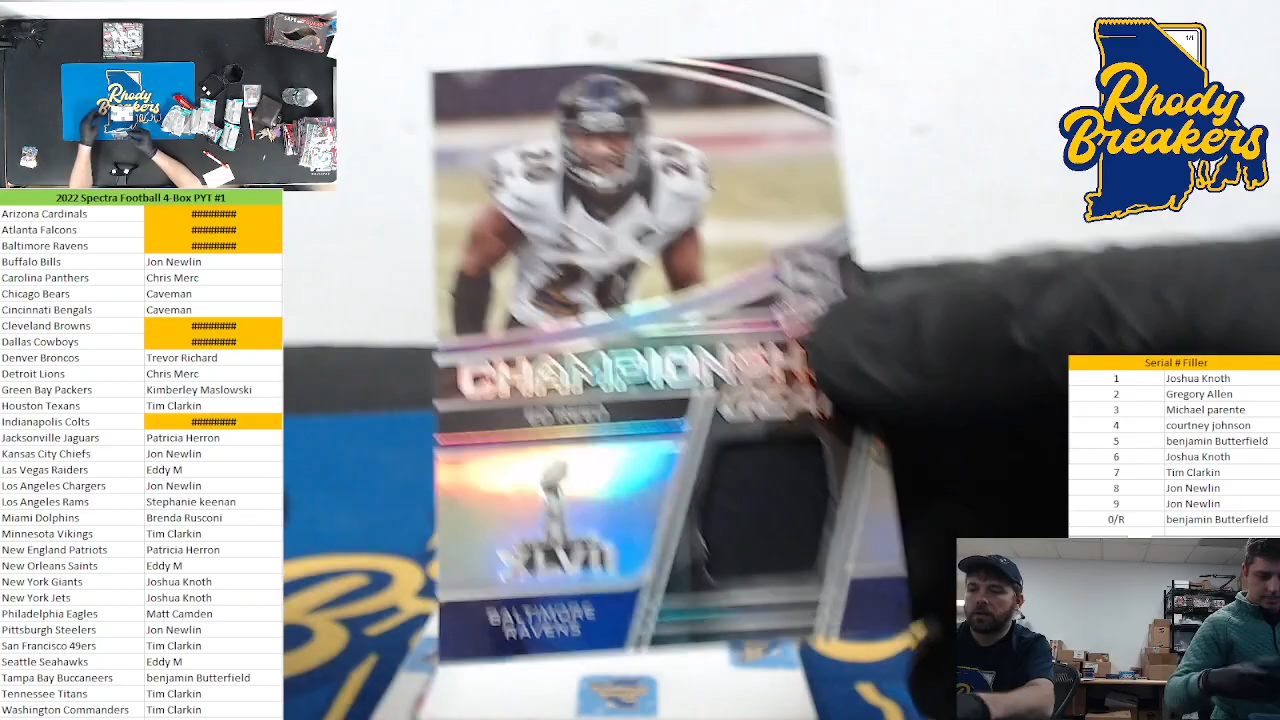 Rhody
Breakers
1/1
2022 Spectra Football 4-Box PYT #1
Arizona Cardinals ########
Atlanta Falcons ########
Baltimore Ravens ########
Buffalo Bills Jon Newlin
Carolina Panthers Chris Merc
Chicago Bears Caveman
Cincinnati Bengals Caveman
Cleveland Browns ########
Dallas Cowboys ########
Denver Broncos Trevor Richard
Detroit Lions Chris Merc
Green Bay Packers Kimberley Maslowski
Houston Texans Tim Clarkin
Indianapolis Colts ########
Jacksonville Jaguars Patricia Herron
Kansas City Chiefs Jon Newlin
Las Vegas Raiders Eddy M
Los Angeles Chargers Jon Newlin
Los Angeles Rams Stephanie keenan
Miami Dolphins Brenda Rusconi
Minnesota Vikings Tim Clarkin
New England Patriots Patricia Herron
New Orleans Saints Eddy M
New York Giants Joshua Knoth
New York Jets Joshua Knoth
Philadelphia Eagles Matt Camden
Pittsburgh Steelers Jon Newlin
San Francisco 49ers Tim Clarkin
Seattle Seahawks Eddy M
Tampa Bay Buccaneers benjamin Butterfield
Tennessee Titans Tim Clarkin
Washington Commanders Tim Clarkin
ED REED
XLVII
BALTIMORE
RAVENS
Serial # Filler
1 Joshua Knoth
2 Gregory Allen
3 Michael parente
4 courtney johnson
5 benjamin Butterfield
6 Joshua Knoth
7 Tim Clarkin
8 Jon Newlin
9 Jon Newlin
0/R benjamin Butterfield
Rhody
Breakers